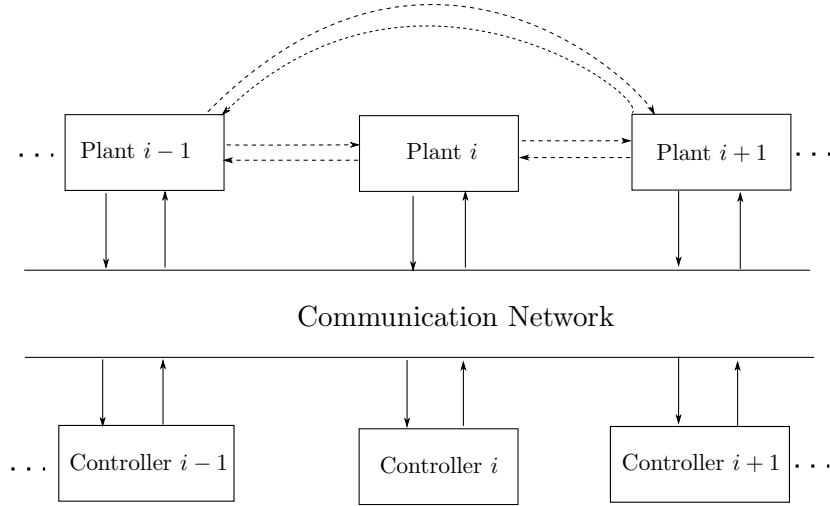 . . . Plant i − 1 Plant i Plant i + 1 . . .
Communication Network
. . . Controller i − 1 Controller i Controller i + 1 . . .